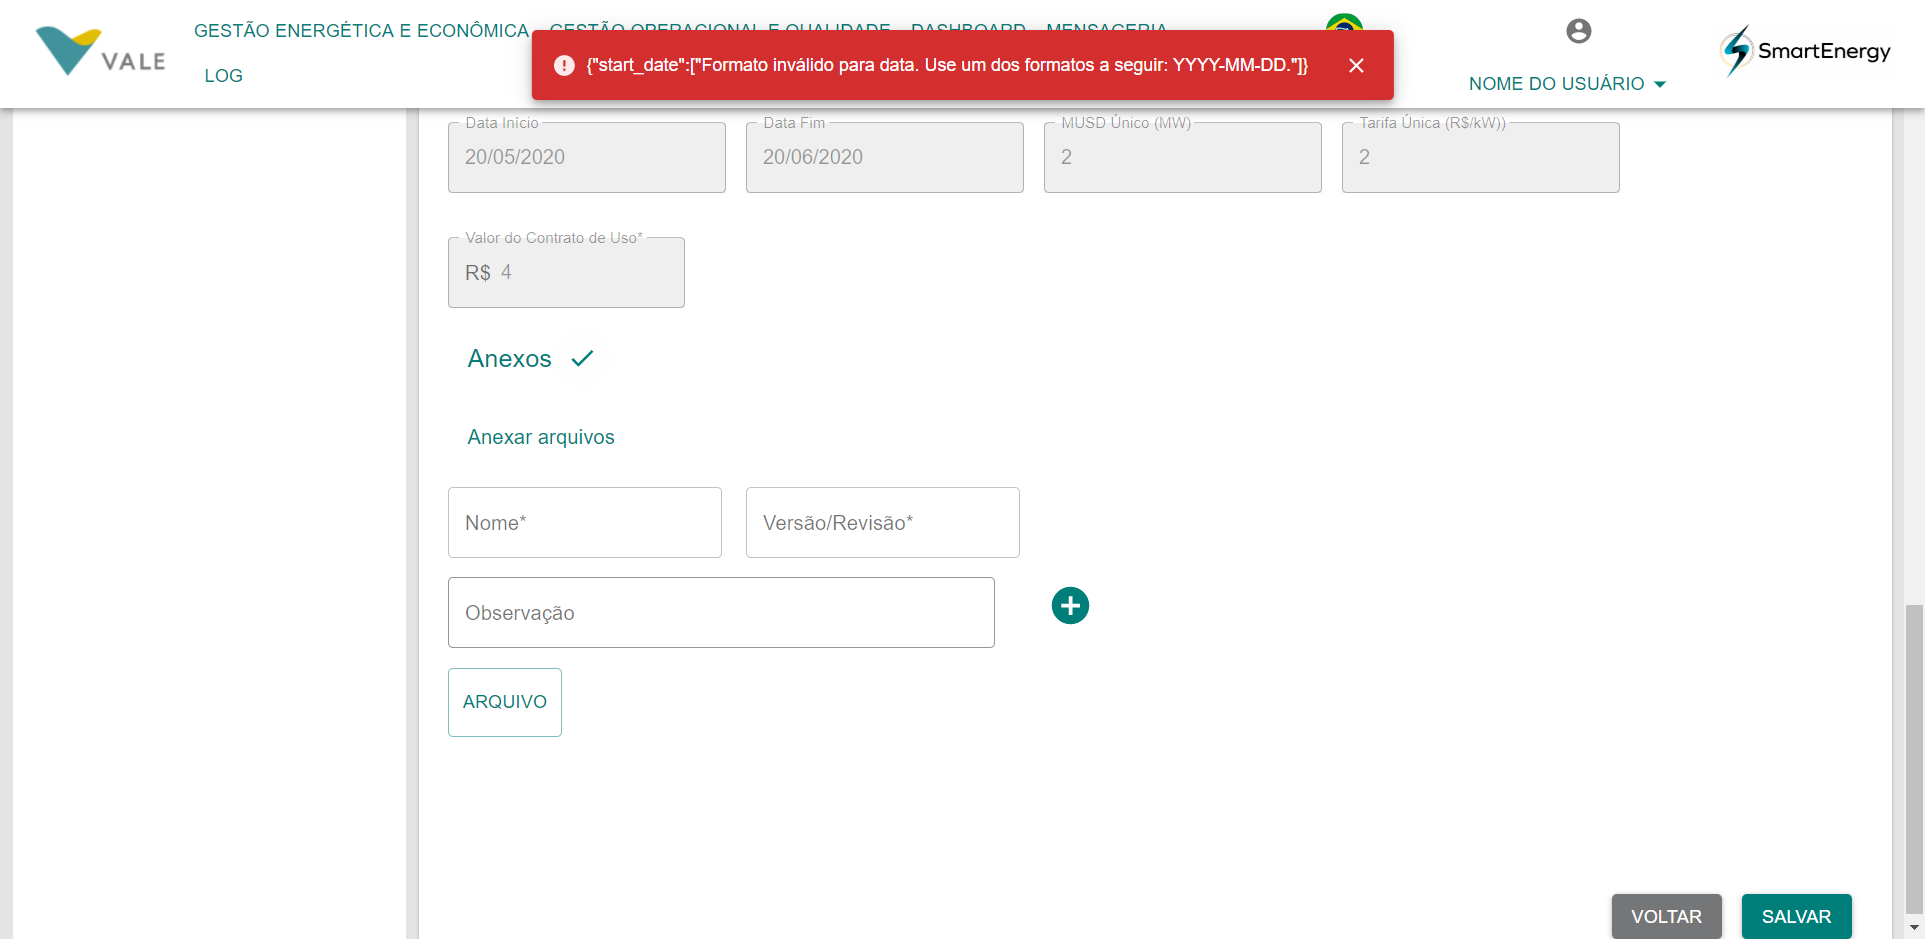 VALE
GESTÃO ENERGÉTICA E ECONÔMICA
GESTÃO OPERACIONAL E QUALIDADE
DASHBOARD
MENSAGERIA
LOG
{"start_date":["Formato inválido para data. Use um dos formatos a seguir: YYYY-MM-DD."]}
NOME DO USUÁRIO
SmartEnergy
Data Início
20/05/2020
Data Fim
20/06/2020
MUSD Único (MW)
2
Tarifa Única (R$/kW))
2
Valor do Contrato de Uso*
R$ 4
Anexos
Anexar arquivos
Nome*
Versão/Revisão*
Observação
ARQUIVO
VOLTAR
SALVAR